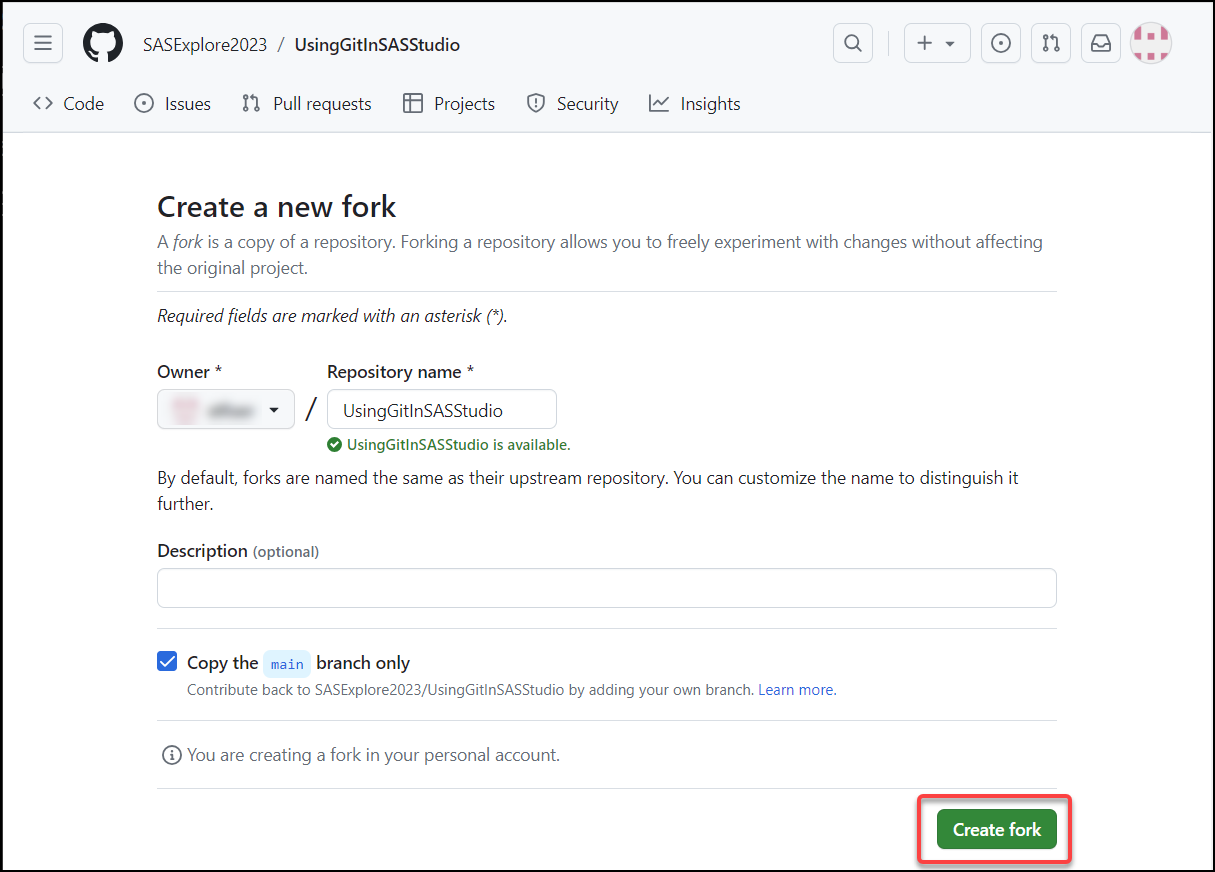 SASExplore2023 / UsingGitInSASStudio
Code Issues Pull requests Projects Security Insights
Create a new fork
A fork is a copy of a repository. Forking a repository allows you to freely experiment with changes without affecting
the original project.
Required fields are marked with an asterisk (*).
Owner * Repository name *
/ UsingGitInSASStudio
UsingGitInSASStudio is available.
By default, forks are named the same as their upstream repository. You can customize the name to distinguish it
further.
Description (optional)
Copy the main branch only
Contribute back to SASExplore2023/UsingGitInSASStudio by adding your own branch. Learn more.
You are creating a fork in your personal account.
Create fork